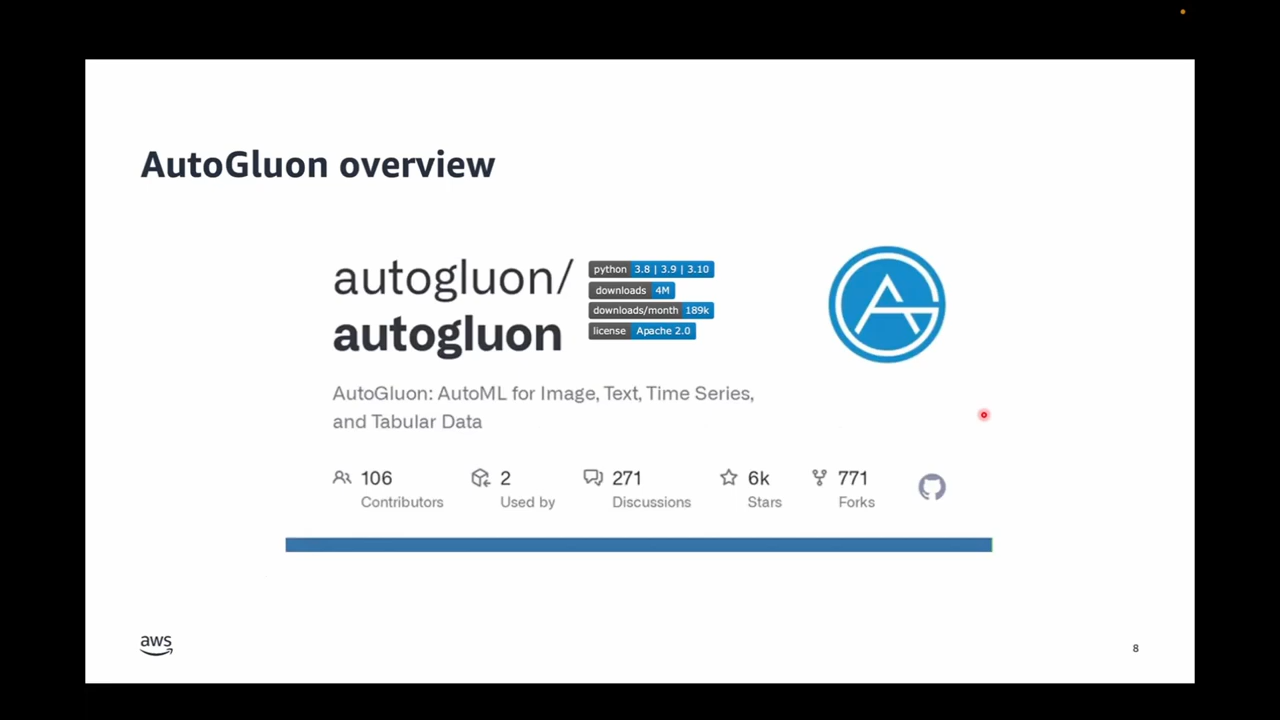 AutoGluon overview
autogluon/
autogluon
python 3.8 | 3.9 | 3.10
downloads 4M
downloads/month 189k
license Apache 2.0
AutoGluon: AutoML for Image, Text, Time Series,
and Tabular Data
106 2 271 6k 771
Contributors Used by Discussions Stars Forks
aws
8